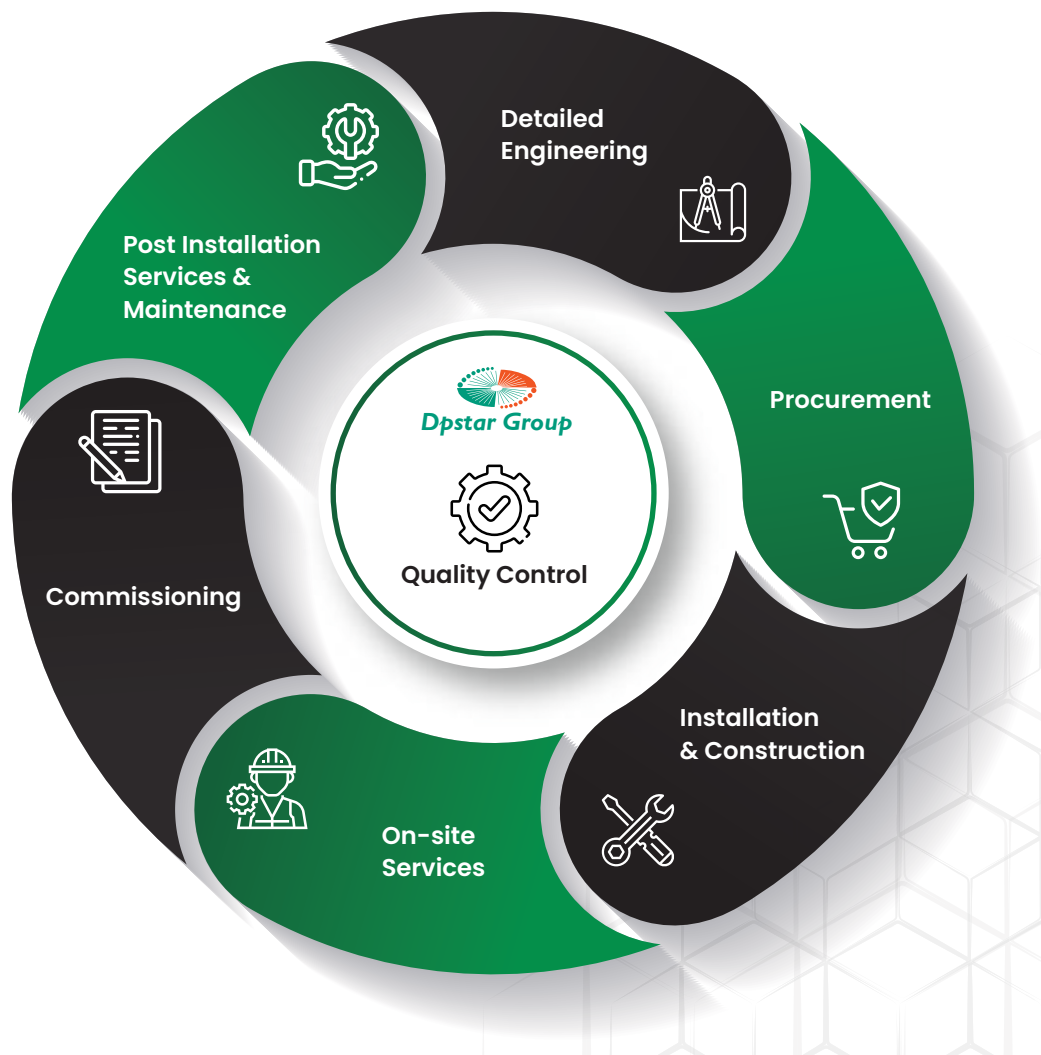 Detailed
Engineering
Procurement
Installation
& Construction
On-site
Services
Commissioning
Post Installation
Services &
Maintenance
Dpstar Group
Quality Control